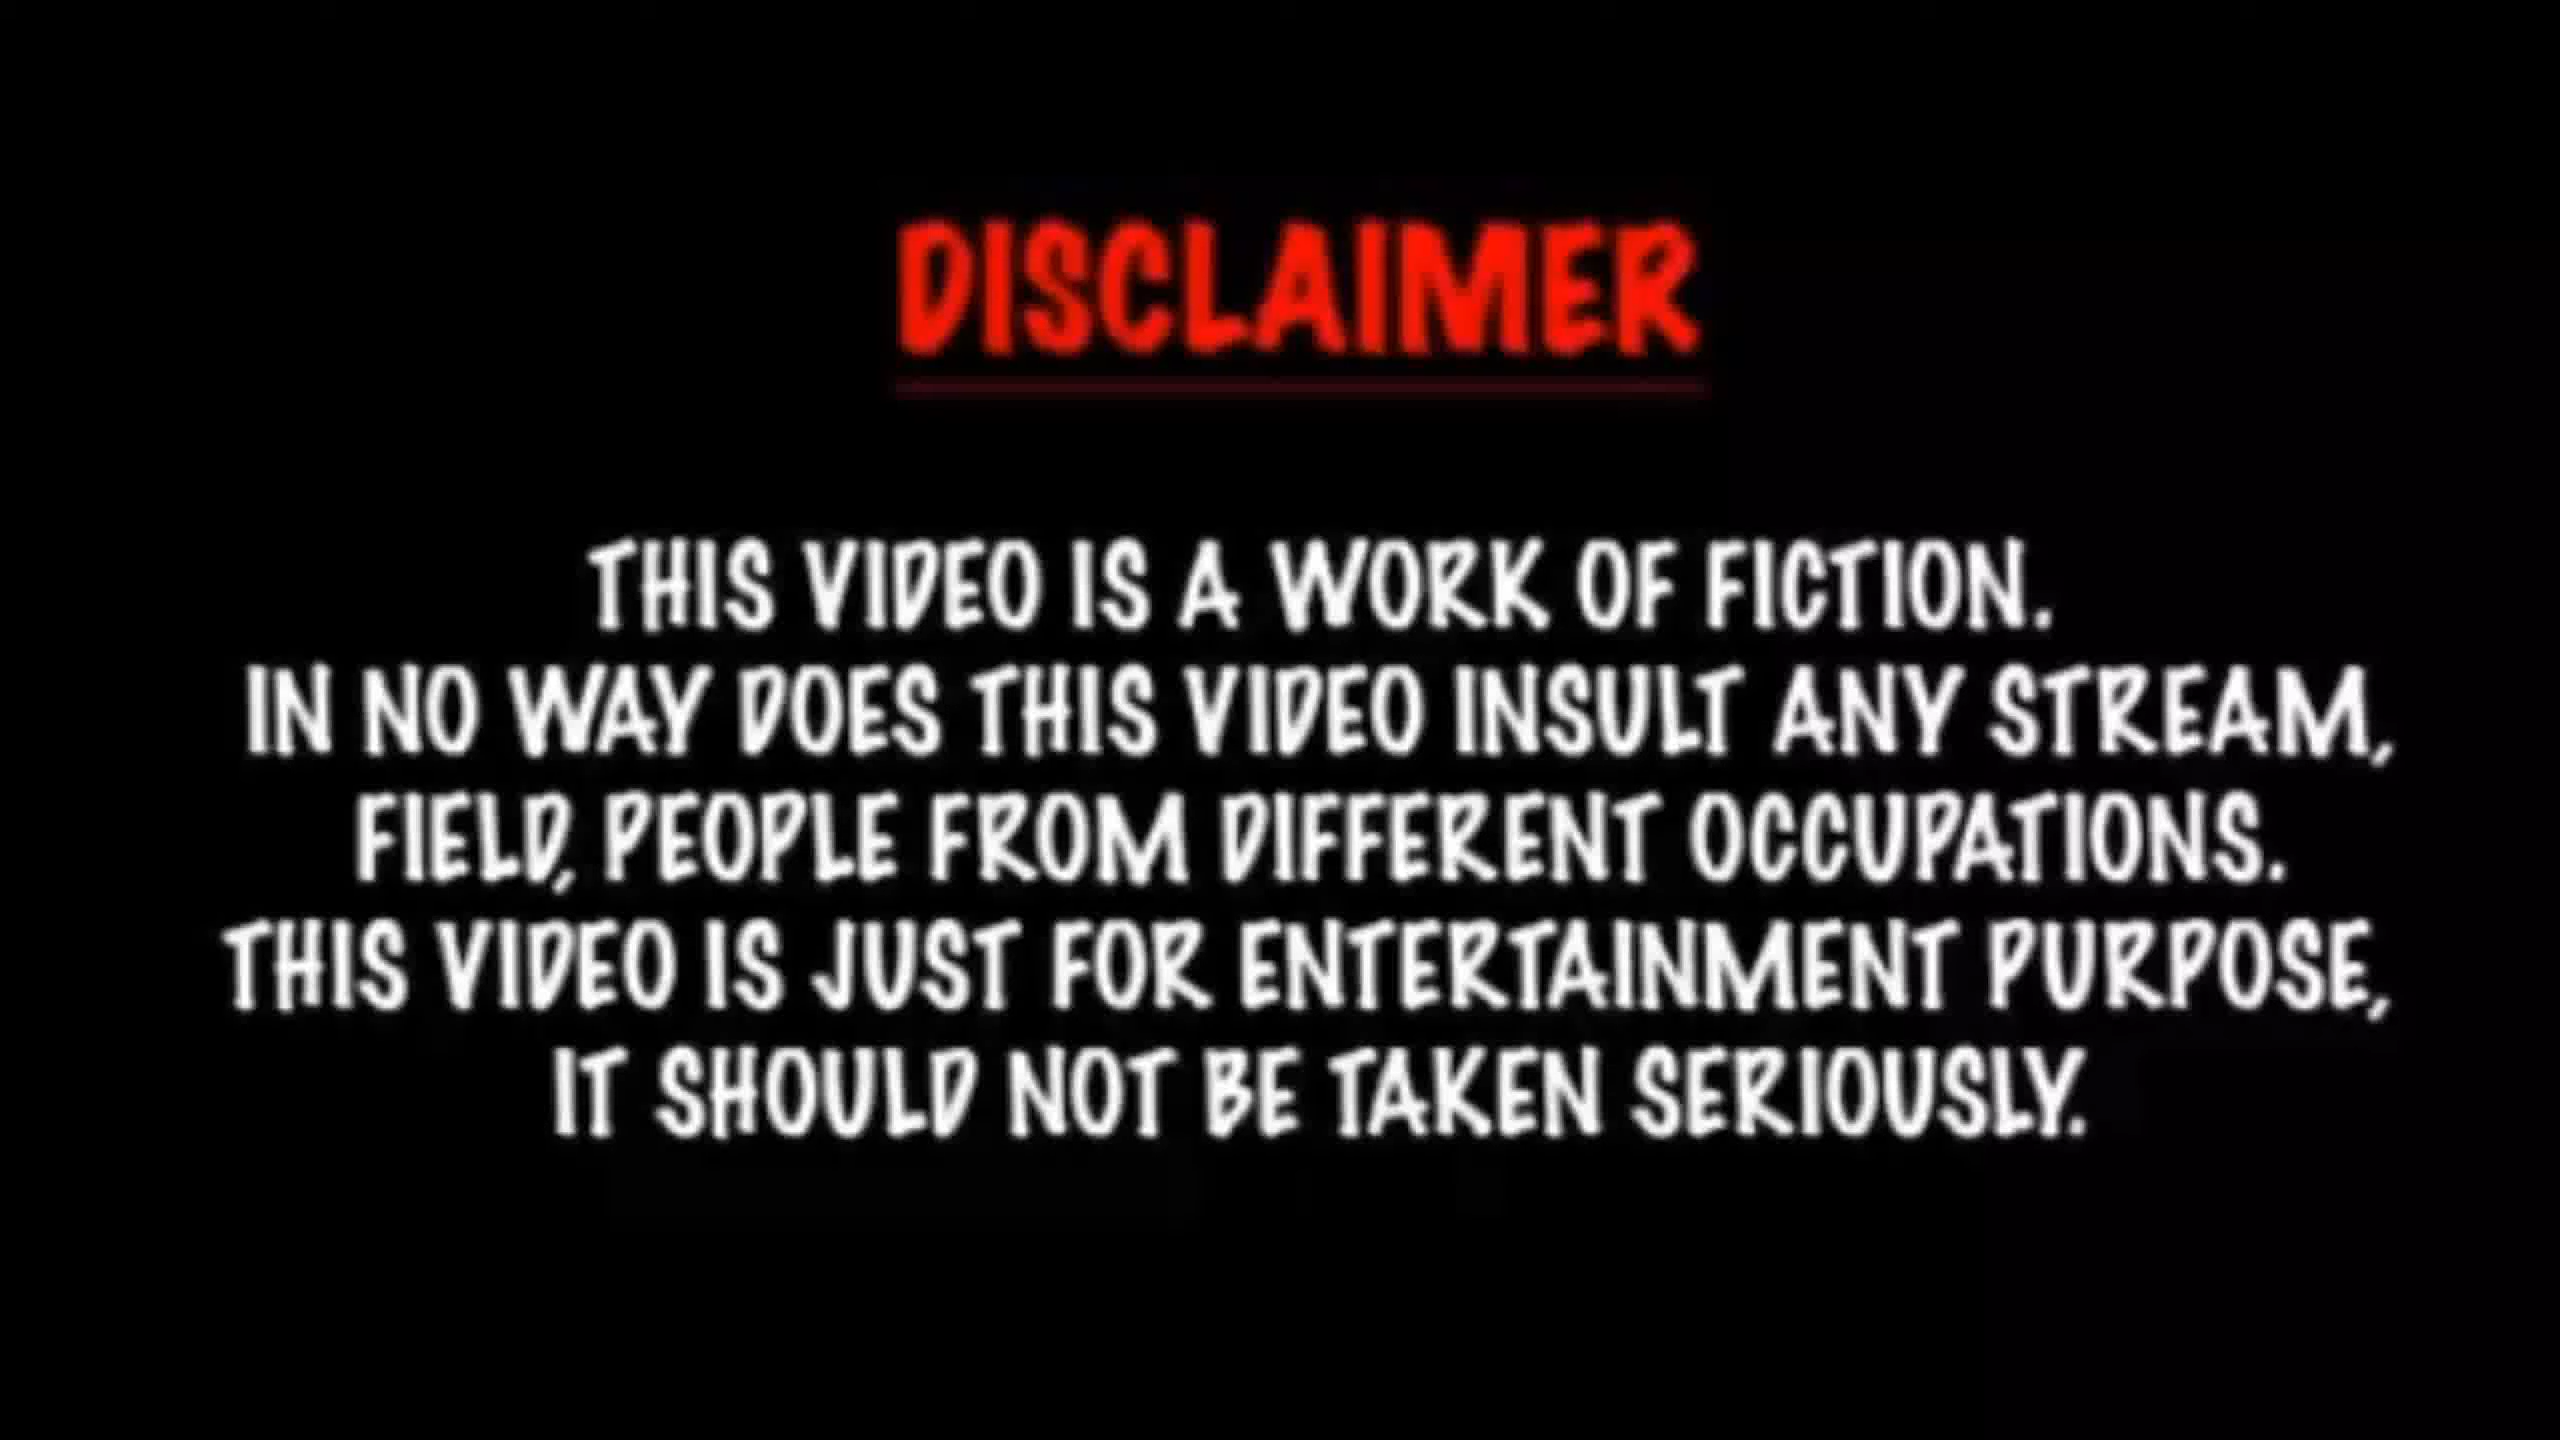 DISCLAIMER
THIS VIDEO IS A WORK OF FICTION.
IN NO WAY DOES THIS VIDEO INSULT ANY STREAM,
FIELD, PEOPLE FROM DIFFERENT OCCUPATIONS.
THIS VIDEO IS JUST FOR ENTERTAINMENT PURPOSE,
IT SHOULD NOT BE TAKEN SERIOUSLY.